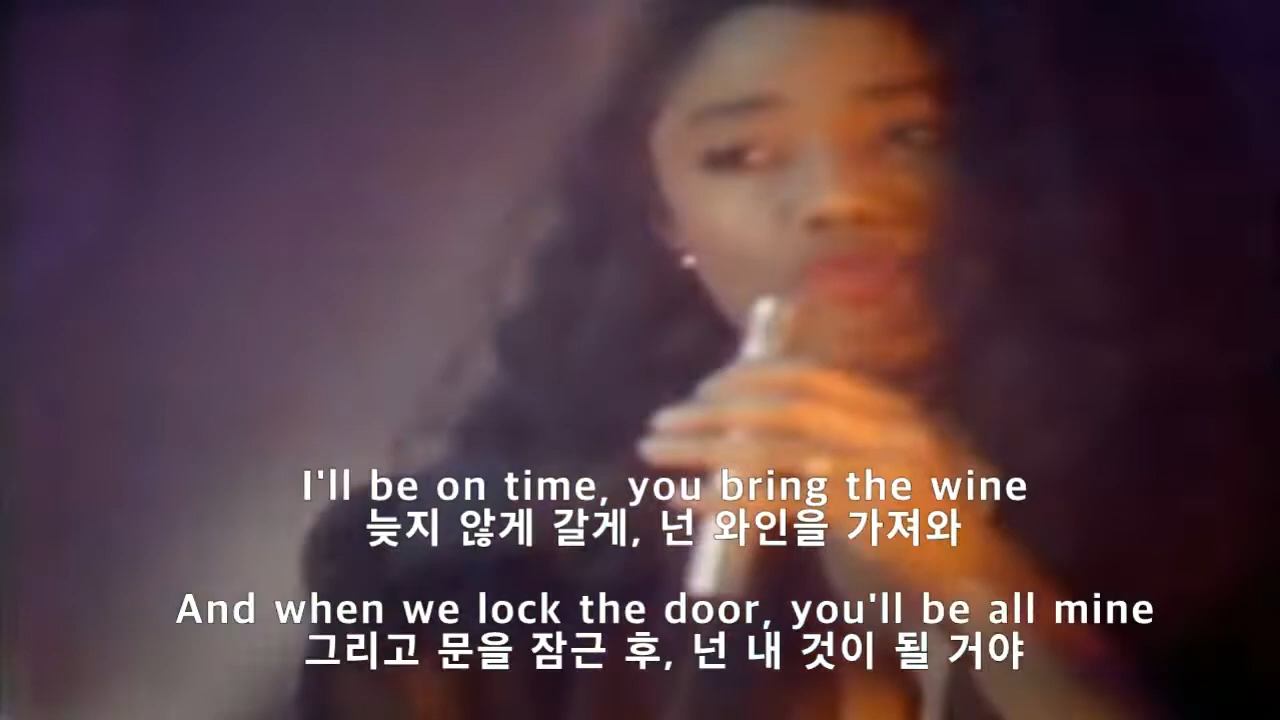 I'll be on time, you bring the wine
늦지 않게 갈게, 넌 와인을 가져와
And when we lock the door, you'll be all mine
그리고 문을 잠근 후, 넌 내 것이 될 거야